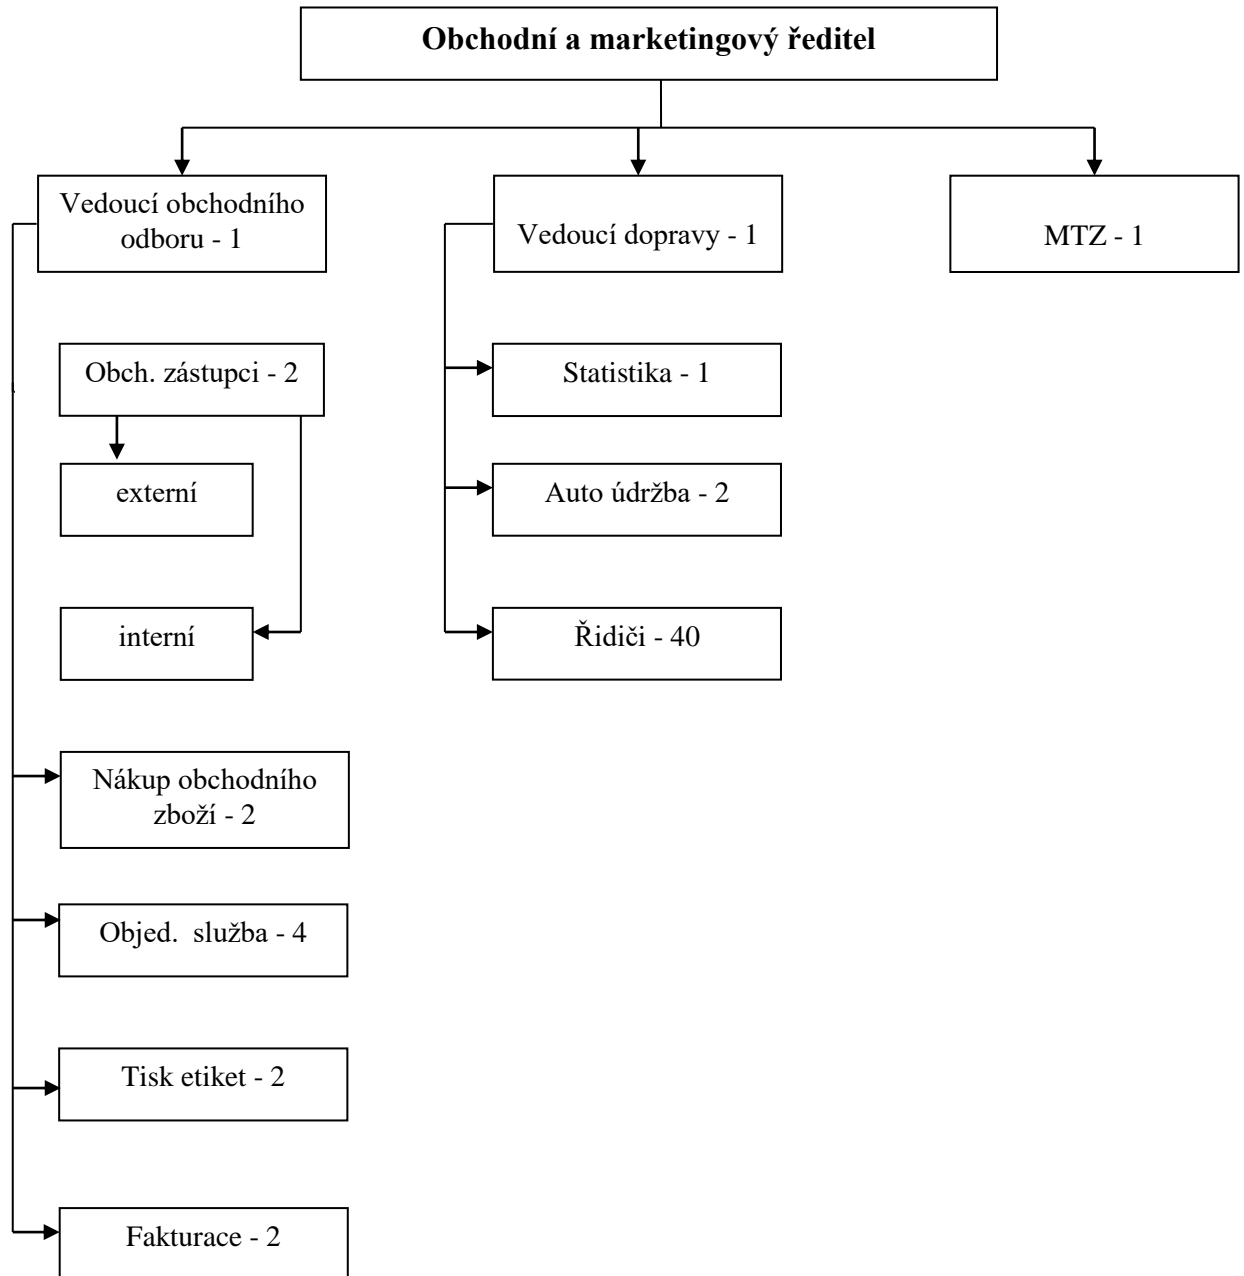 Obchodní a marketingový ředitel
Vedoucí obchodního
odboru - 1
Vedoucí dopravy - 1
MTZ - 1
Obch. zástupci - 2
Statistika - 1
externí
Auto údržba - 2
interní
Řidiči - 40
Nákup obchodního
zboží - 2
Objed. služba - 4
Tisk etiket - 2
Fakturace - 2